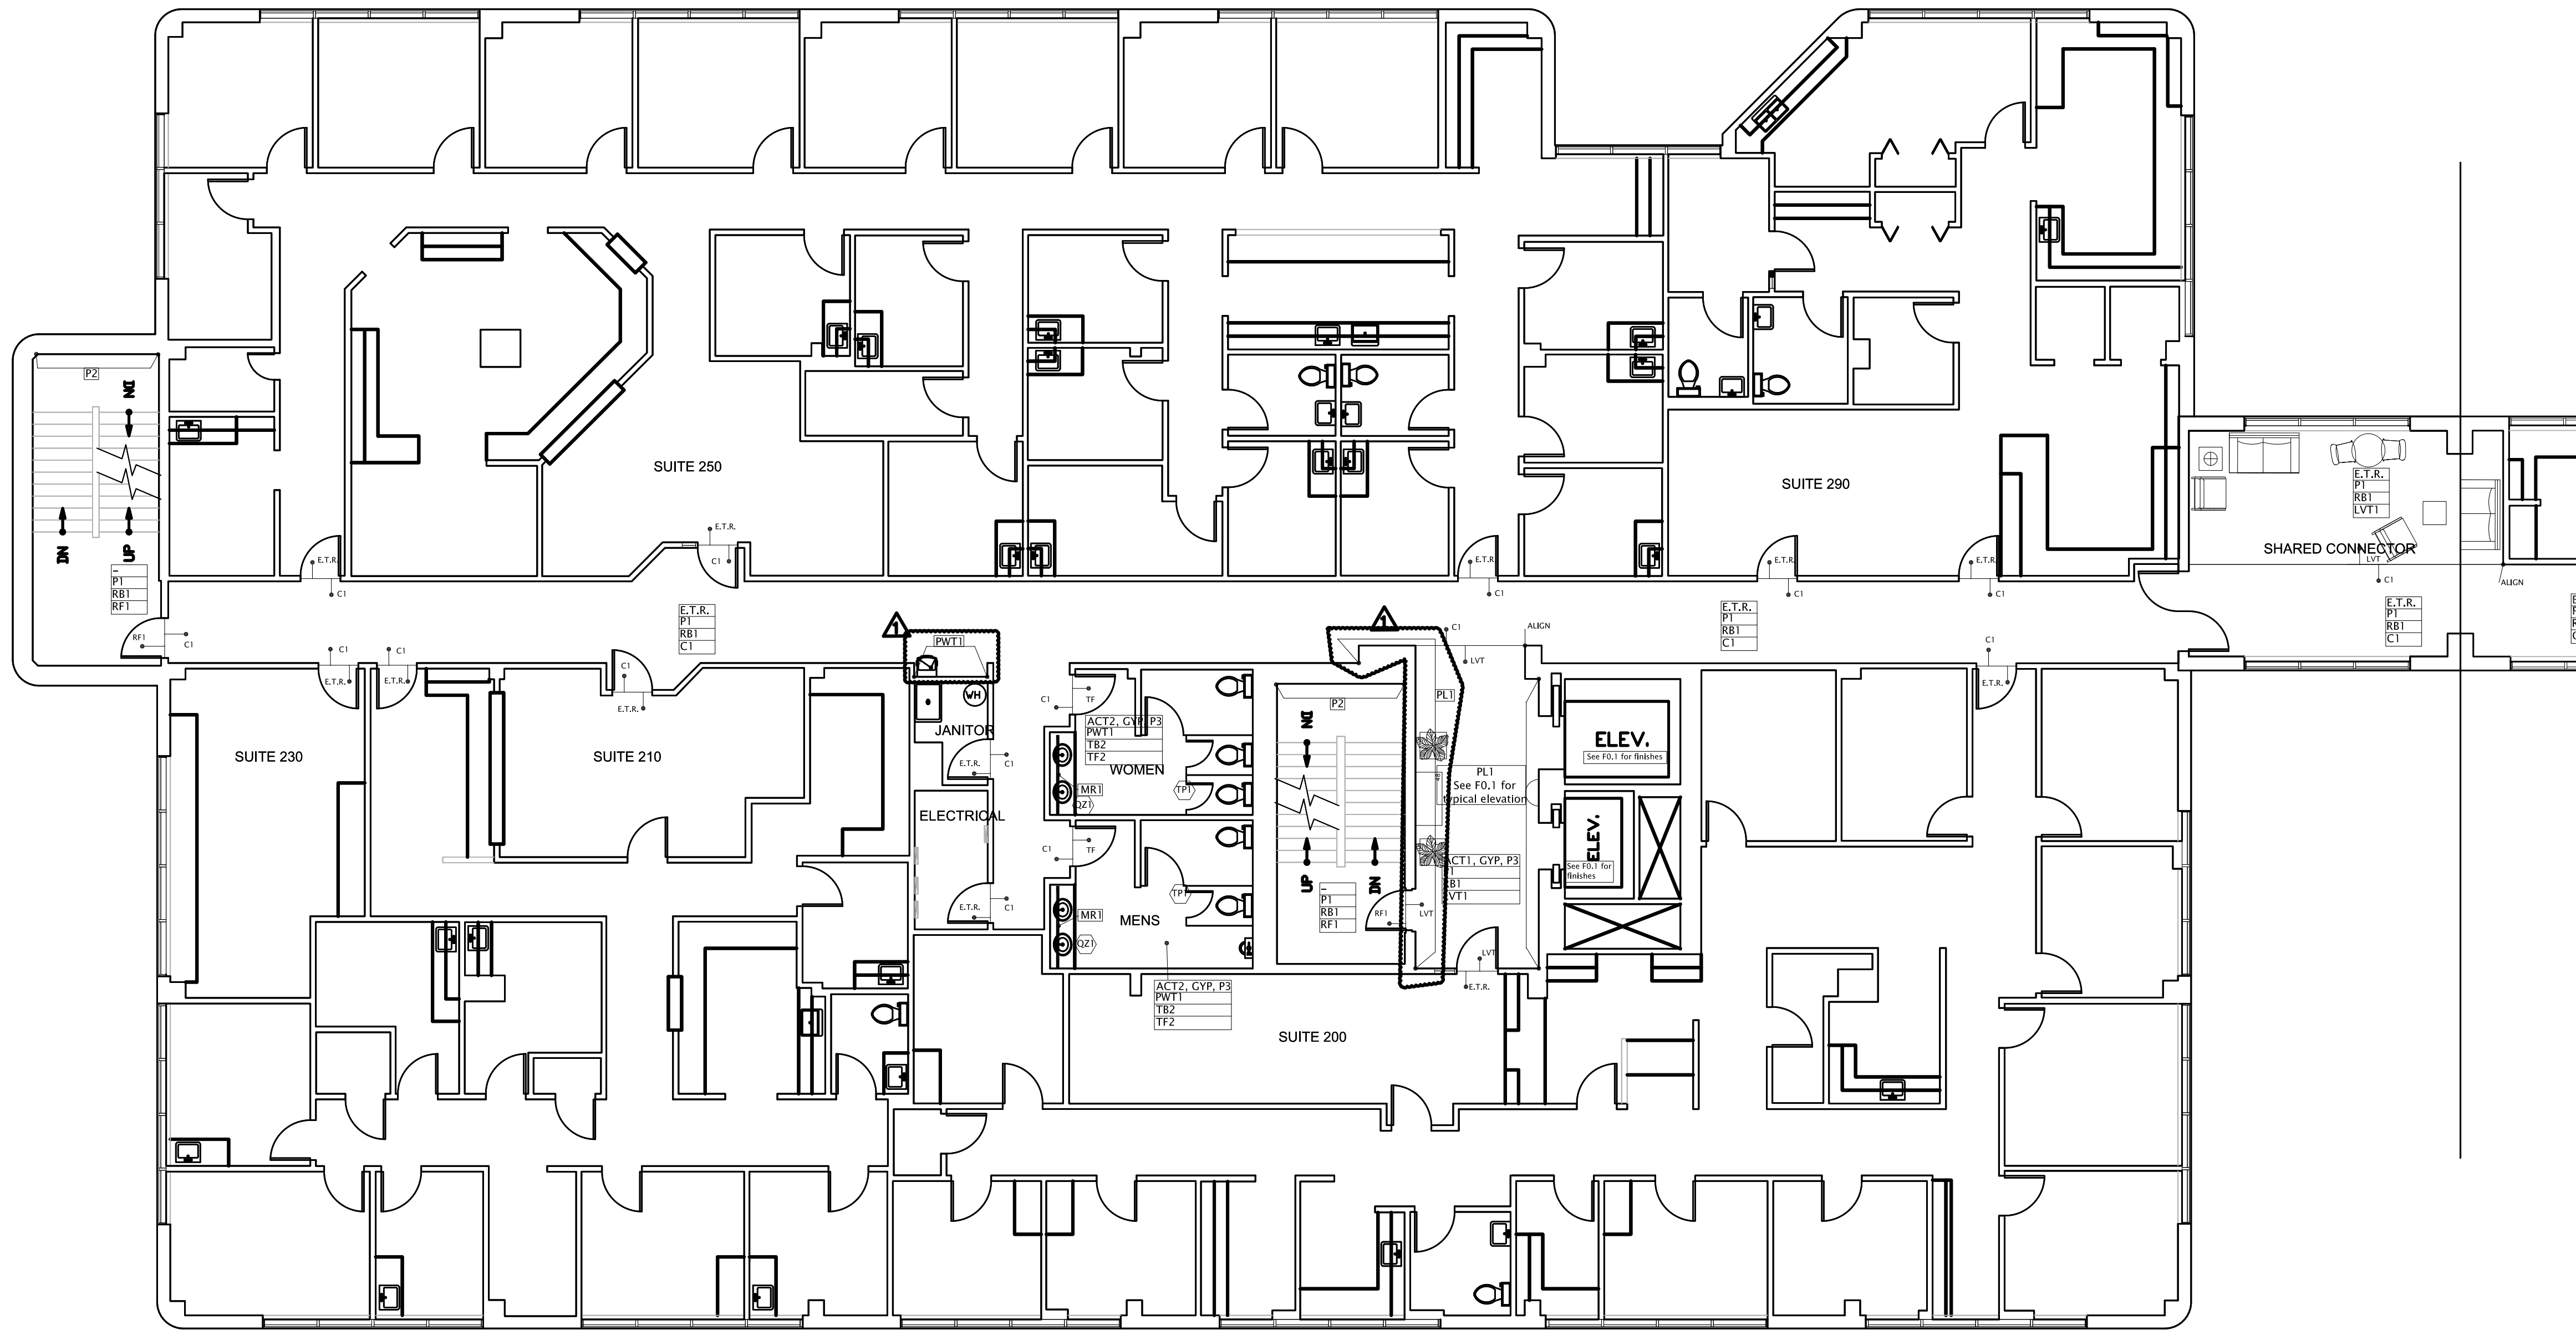 P2
DN
DN
UP
–
P1
RB1
RF1
RF1
C1
E.T.R.
C1
SUITE 250
E.T.R.
C1
E.T.R.
C1
SUITE 290
E.T.R.
C1
E.T.R.
C1
E.T.R.
P1
RB1
LVT1
SHARED CONNECTOR
LVT
C1
ALIGN
E.T.R.
P1
RB1
C1
E.T.R.
P1
RB1
C1
E.T.R.
P1
RB1
C1
C1
E.T.R.
C1
E.T.R.
C1
E.T.R.
1
PWT1
WH
JANITOR
E.T.R.
C1
ELECTRICAL
E.T.R.
C1
SUITE 230
SUITE 210
C1
TF
ACT2, GYP, P3
PWT1
TB2
TF2
WOMEN
MR1
QZ1
TP1
C1
TF
TP1
MR1
MENS
QZ1
ACT2, GYP, P3
PWT1
TB2
TF2
1
C1
LVT
ALIGN
P2
DN
UP
DN
–
P1
RB1
RF1
RF1
LVT
PL1
48
PL1
See F0.1 for
typical elevation
ACT1, GYP, P3
RB1
LVT1
LVT
E.T.R.
ELEV.
See F0.1 for finishes
ELEV.
See F0.1 for
finishes
C1
E.T.R.
SUITE 200